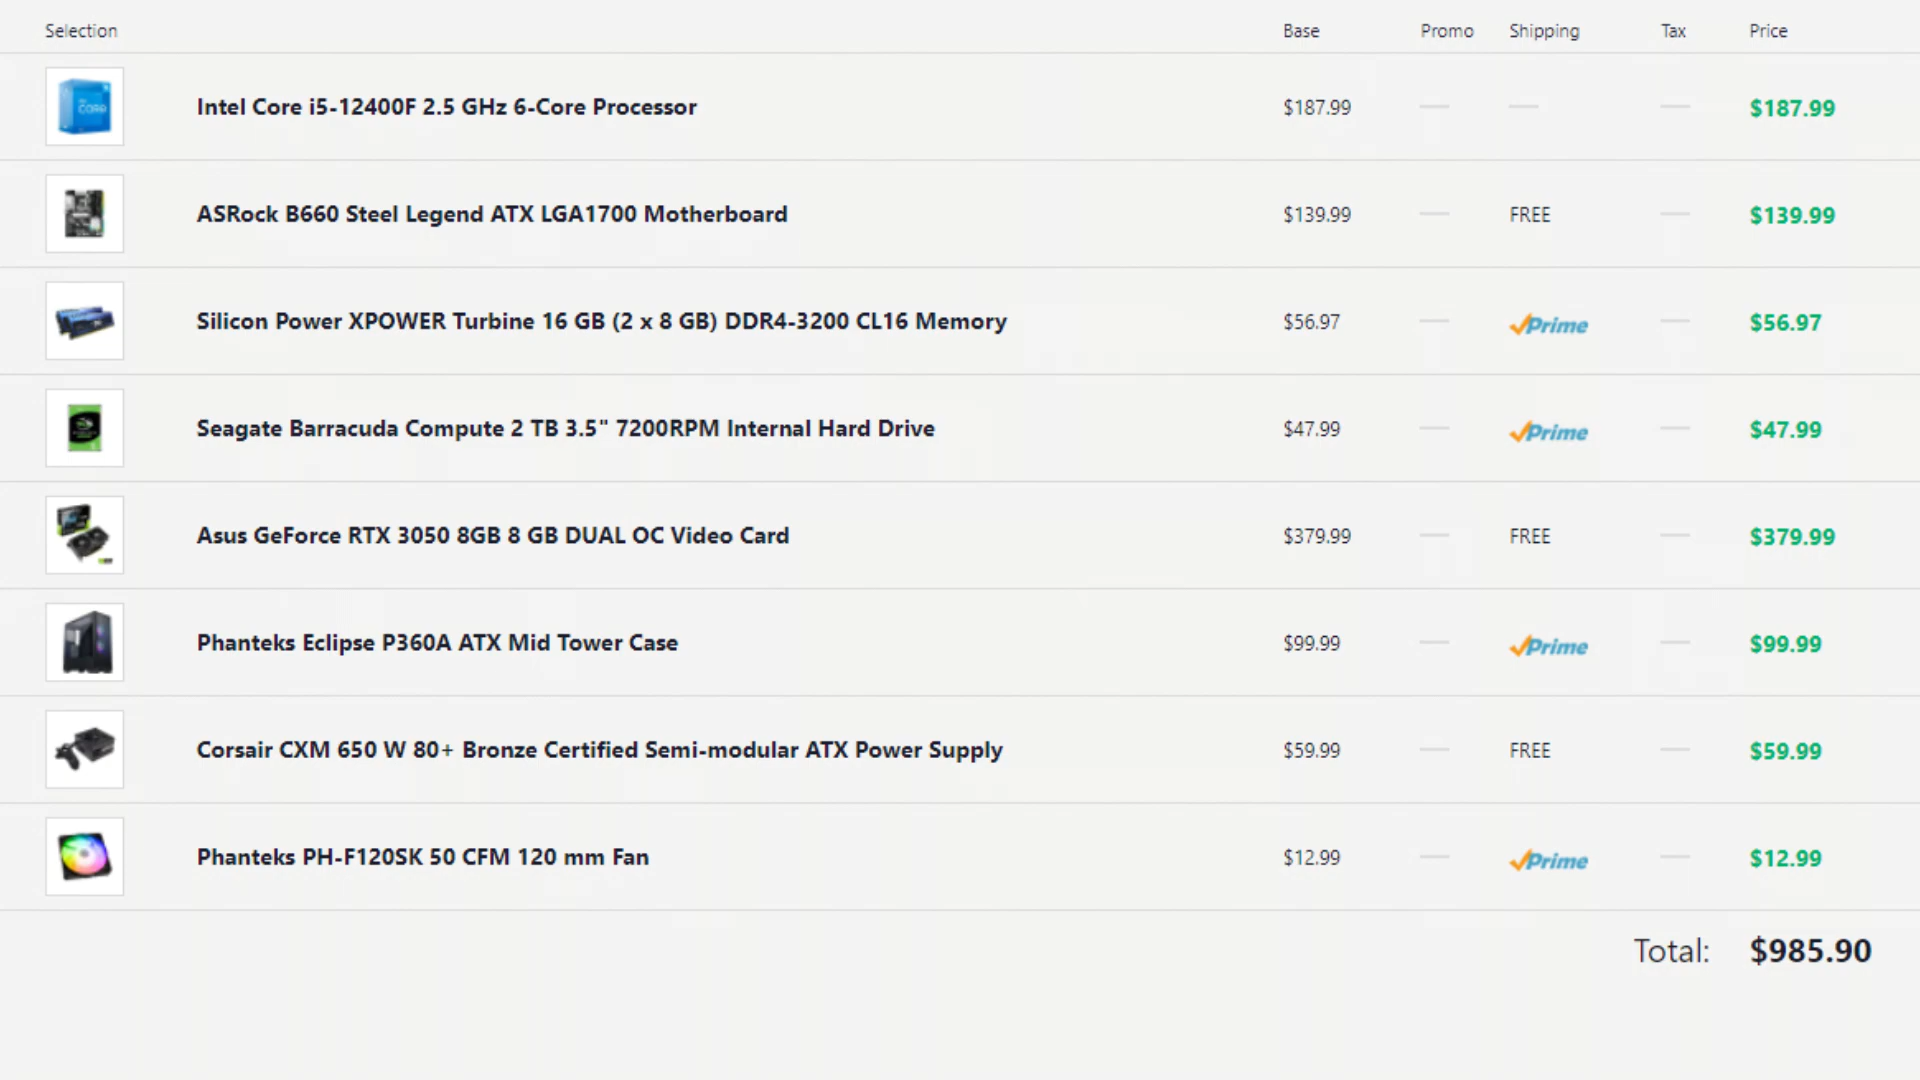 Selection Base Promo Shipping Tax Price
CORE
Intel Core i5-12400F 2.5 GHz 6-Core Processor $187.99 — — — $187.99
ASRock B660 Steel Legend ATX LGA1700 Motherboard $139.99 — FREE — $139.99
Silicon Power XPOWER Turbine 16 GB (2 x 8 GB) DDR4-3200 CL16 Memory $56.97 — Prime — $56.97
Seagate Barracuda Compute 2 TB 3.5" 7200RPM Internal Hard Drive $47.99 — Prime — $47.99
Asus GeForce RTX 3050 8GB 8 GB DUAL OC Video Card $379.99 — FREE — $379.99
Phanteks Eclipse P360A ATX Mid Tower Case $99.99 — Prime — $99.99
Corsair CXM 650 W 80+ Bronze Certified Semi-modular ATX Power Supply $59.99 — FREE — $59.99
Phanteks PH-F120SK 50 CFM 120 mm Fan $12.99 — Prime — $12.99
Total: $985.90